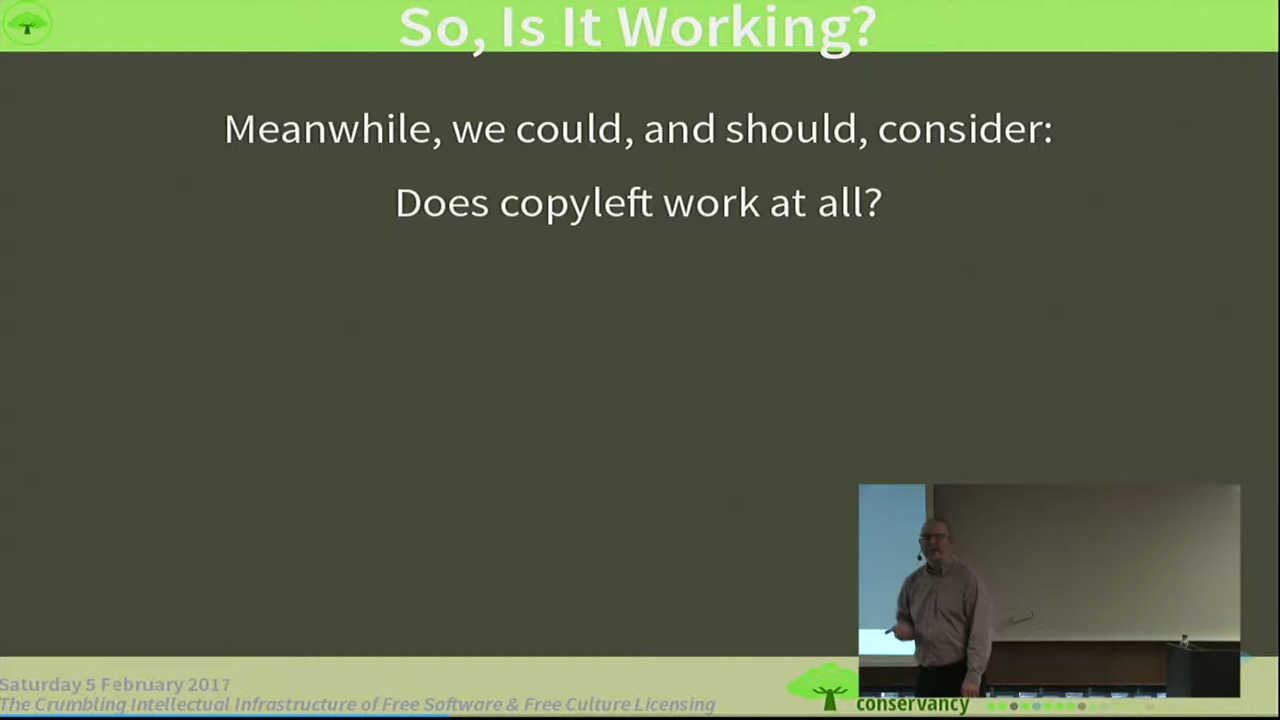 So, Is It Working?
Meanwhile, we could, and should, consider:
Does copyleft work at all?
Saturday 5 February 2017
The Crumbling Intellectual Infrastructure of Free Software & Free Culture Licensing
conservancy